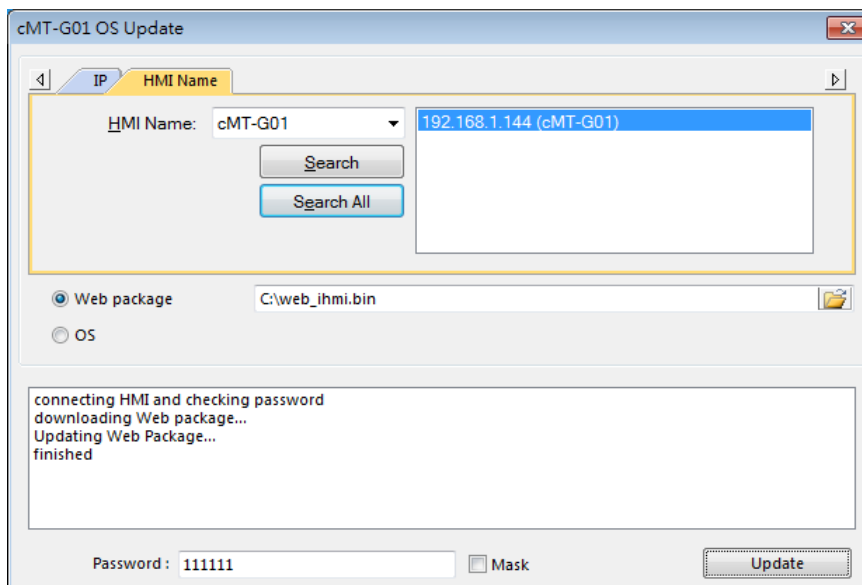 cMT-G01 OS Update
IP HMI Name
HMI Name: cMT-G01 192.168.1.144 (cMT-G01)
Search
Search All
Web package C:\web_ihmi.bin
OS
connecting HMI and checking password
downloading Web package...
Updating Web Package...
finished
Password : 111111 Mask Update